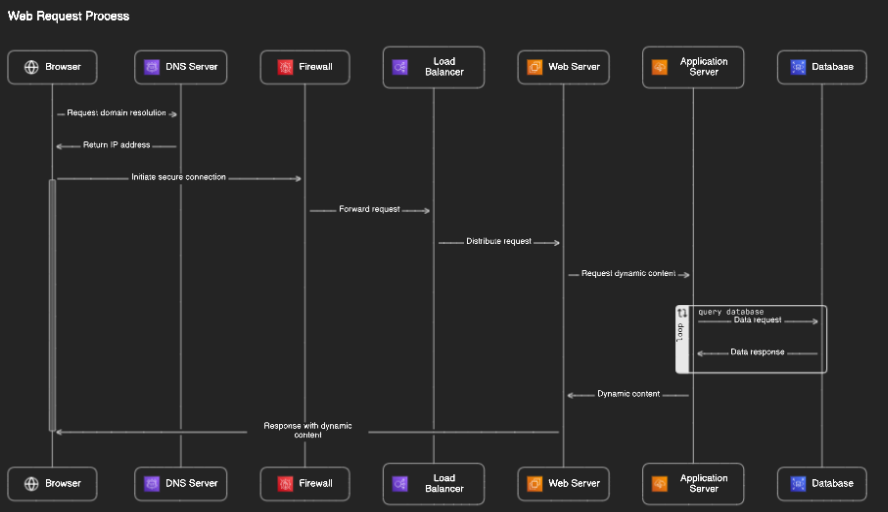 Web Request Process
Browser
DNS Server
Firewall
Load
Balancer
Web Server
Application
Server
Database
Request domain resolution
Return IP address
Initiate secure connection
Forward request
Distribute request
Request dynamic content
query database
loop
Data request
Data response
Dynamic content
Response with dynamic
content
Browser
DNS Server
Firewall
Load
Balancer
Web Server
Application
Server
Database